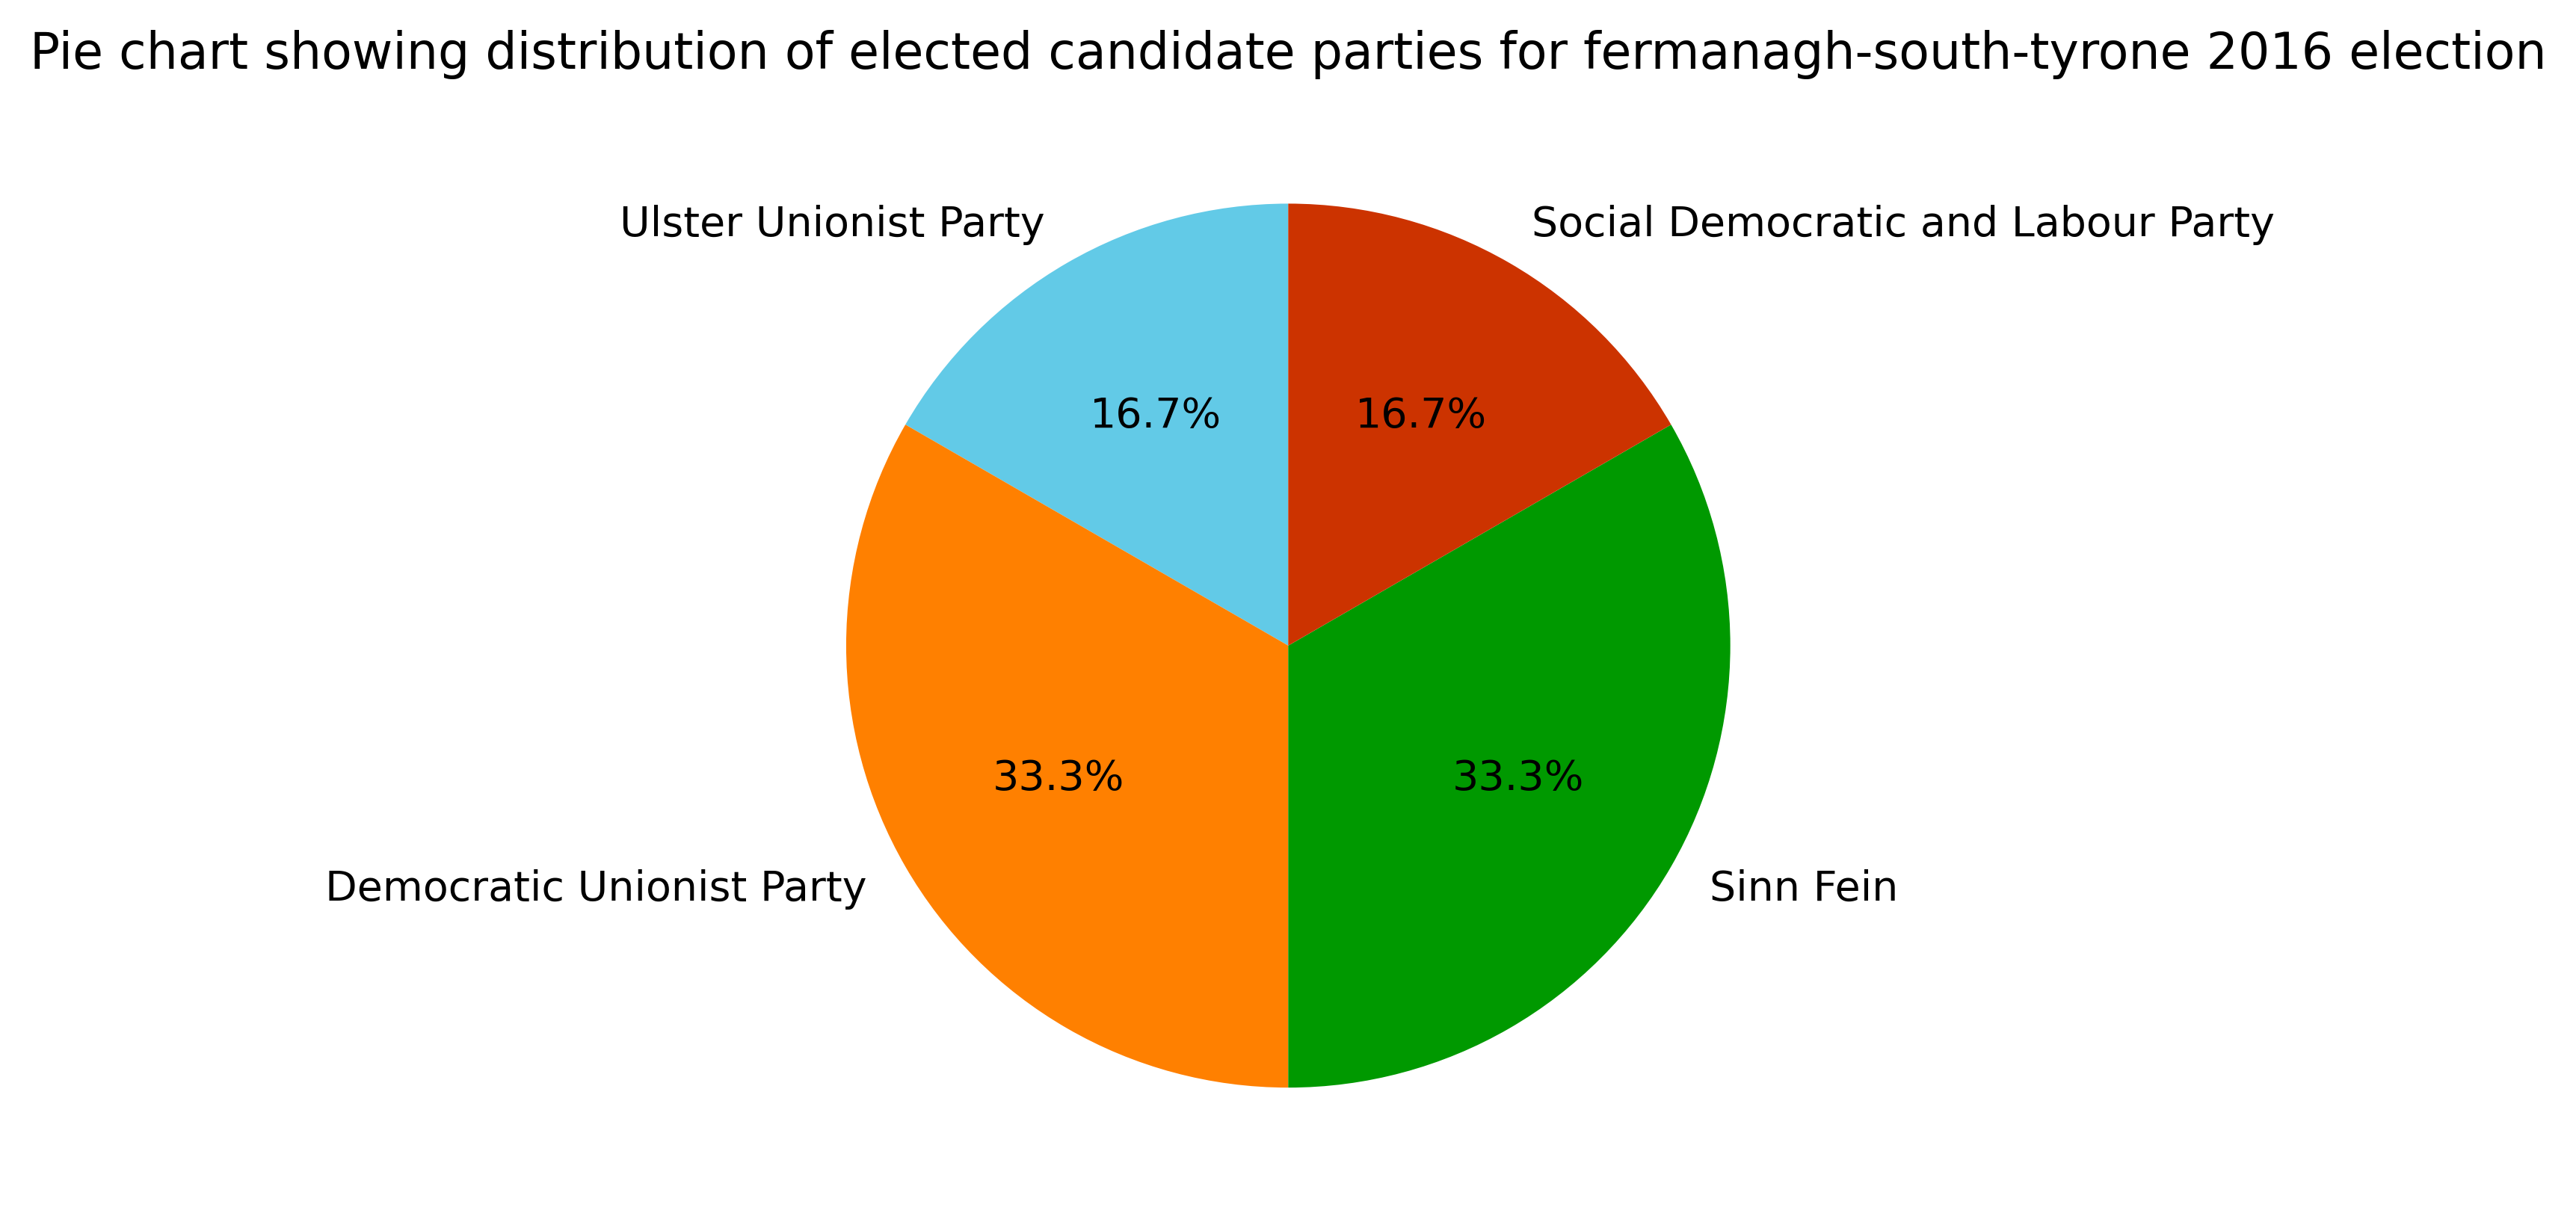 Pie chart showing distribution of elected candidate parties for fermanagh-south-tyrone 2016 election
Ulster Unionist Party
Social Democratic and Labour Party
16.7%
16.7%
33.3%
33.3%
Democratic Unionist Party
Sinn Fein